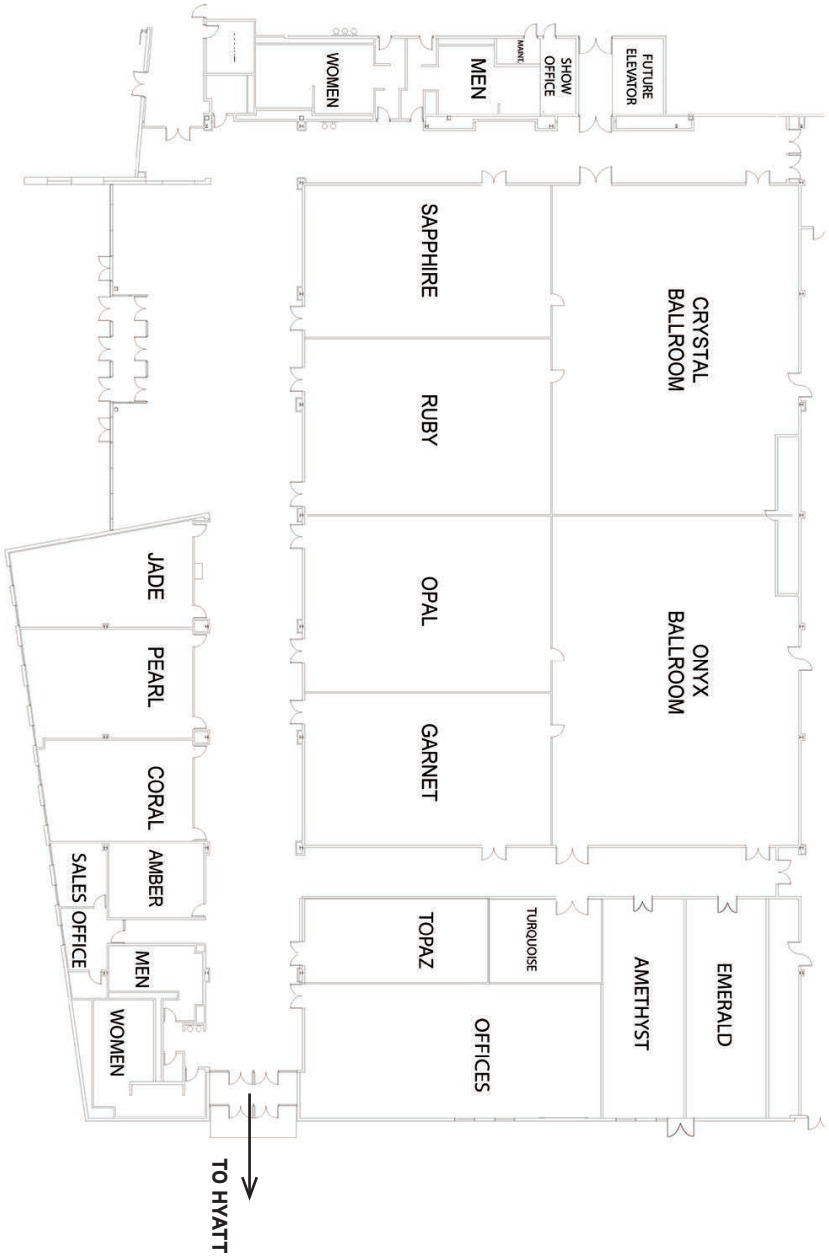 FUTURE
ELEVATOR
SHOW
OFFICE
MAINT.
MEN
WOMEN
CRYSTAL
BALLROOM
SAPPHIRE
RUBY
ONYX
BALLROOM
OPAL
GARNET
JADE
PEARL
CORAL
AMBER
SALES OFFICE
MEN
WOMEN
TOPAZ
TURQUOISE
OFFICES
AMETHYST
EMERALD
TO HYATT